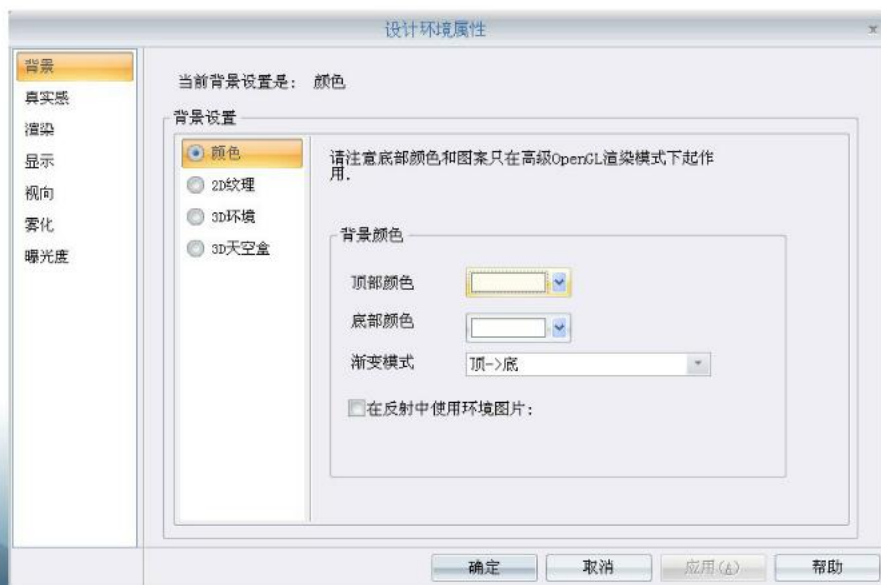 设计环境属性
背景
真实感
渲染
显示
视向
雾化
曝光度
当前背景设置是: 颜色
背景设置
颜色
2D纹理
3D环境
3D天空盒
请注意底部颜色和图案只在高级OpenGL渲染模式下起作
用.
背景颜色
顶部颜色
底部颜色
渐变模式
顶->底
在反射中使用环境图片:
确定
取消
应用(A)
帮助